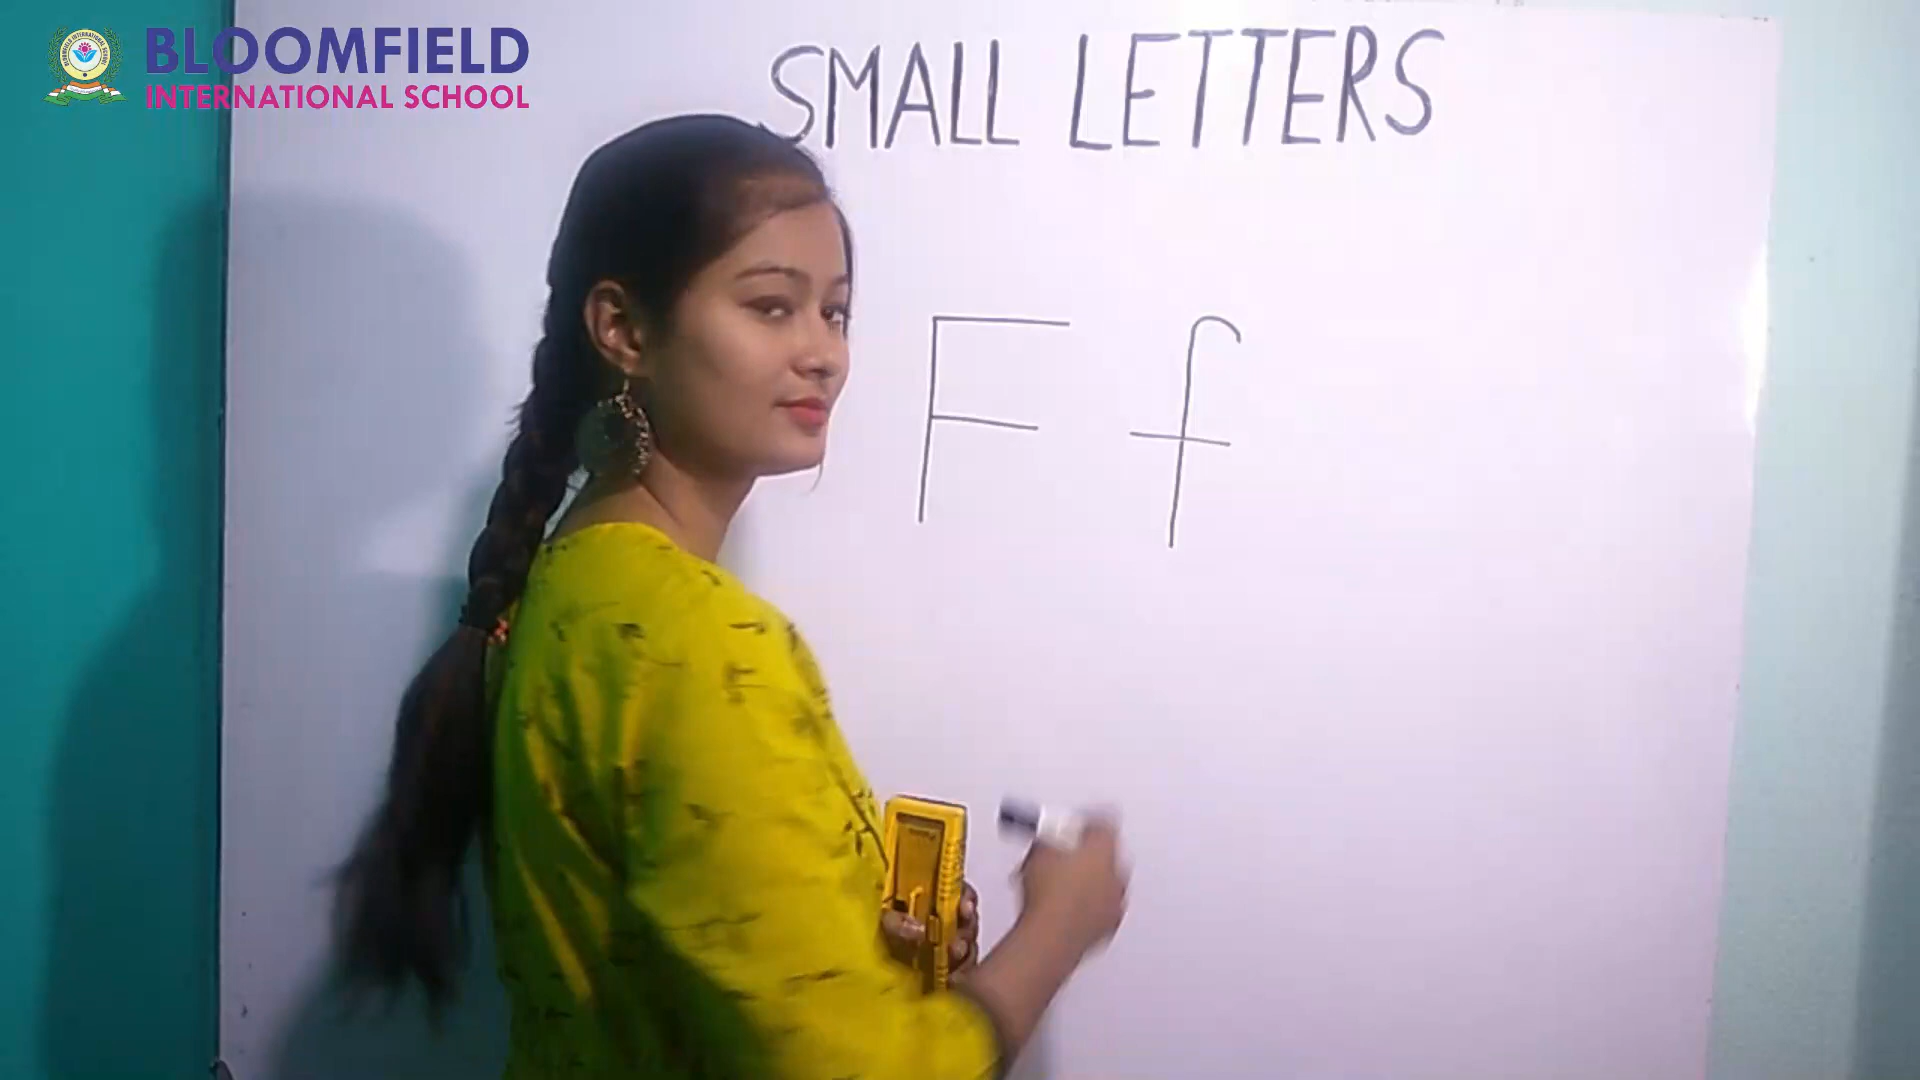 BLOOMFIELD
INTERNATIONAL SCHOOL
SMALL LETTERS
F f